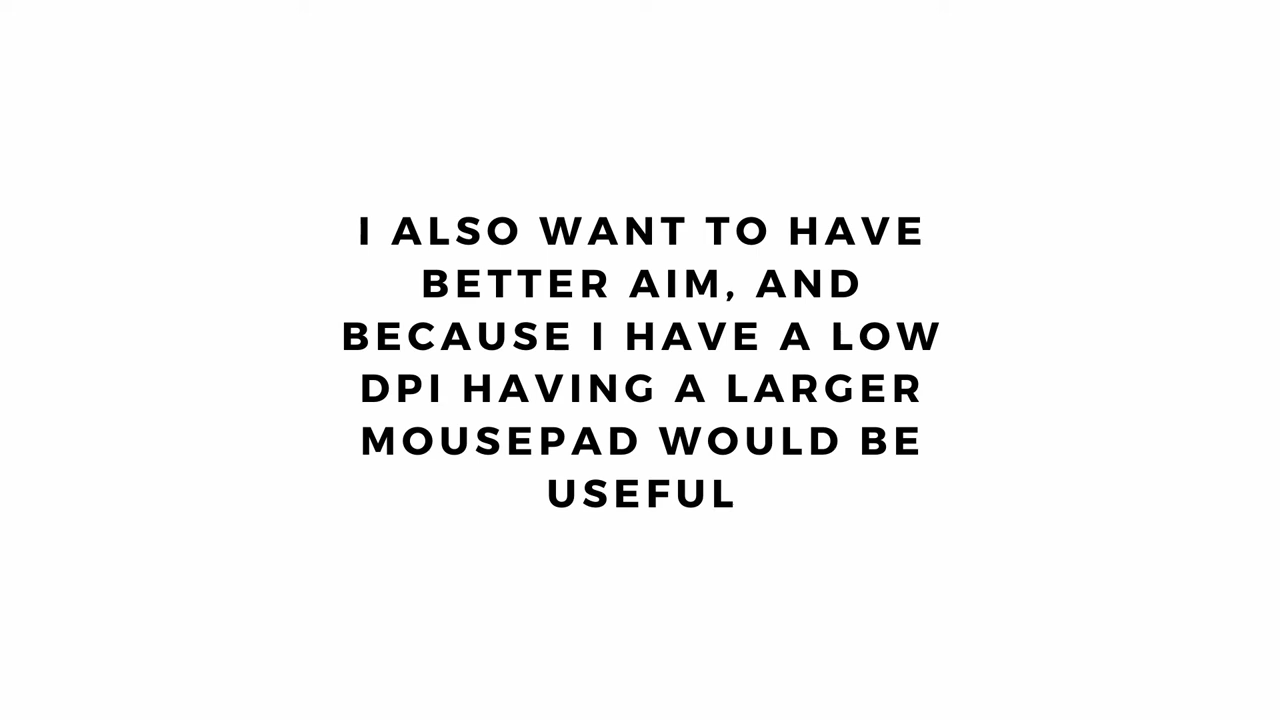 I ALSO WANT TO HAVE
BETTER AIM, AND
BECAUSE I HAVE A LOW
DPI HAVING A LARGER
MOUSEPAD WOULD BE
USEFUL